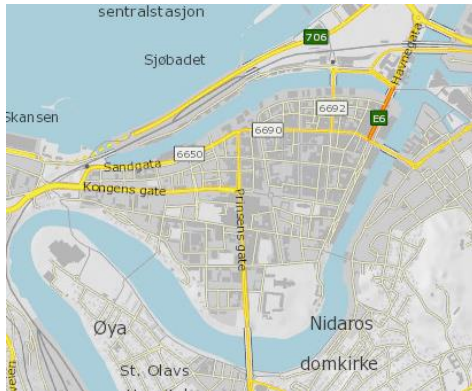 sentralstasjon
706
Sjøbadet
Havnegata
Skansen
6692
E6
6690
6650
Sandgata
Kongens gate
Prinsens gate
Øya
Nidaros
domkirke
St. Olavs